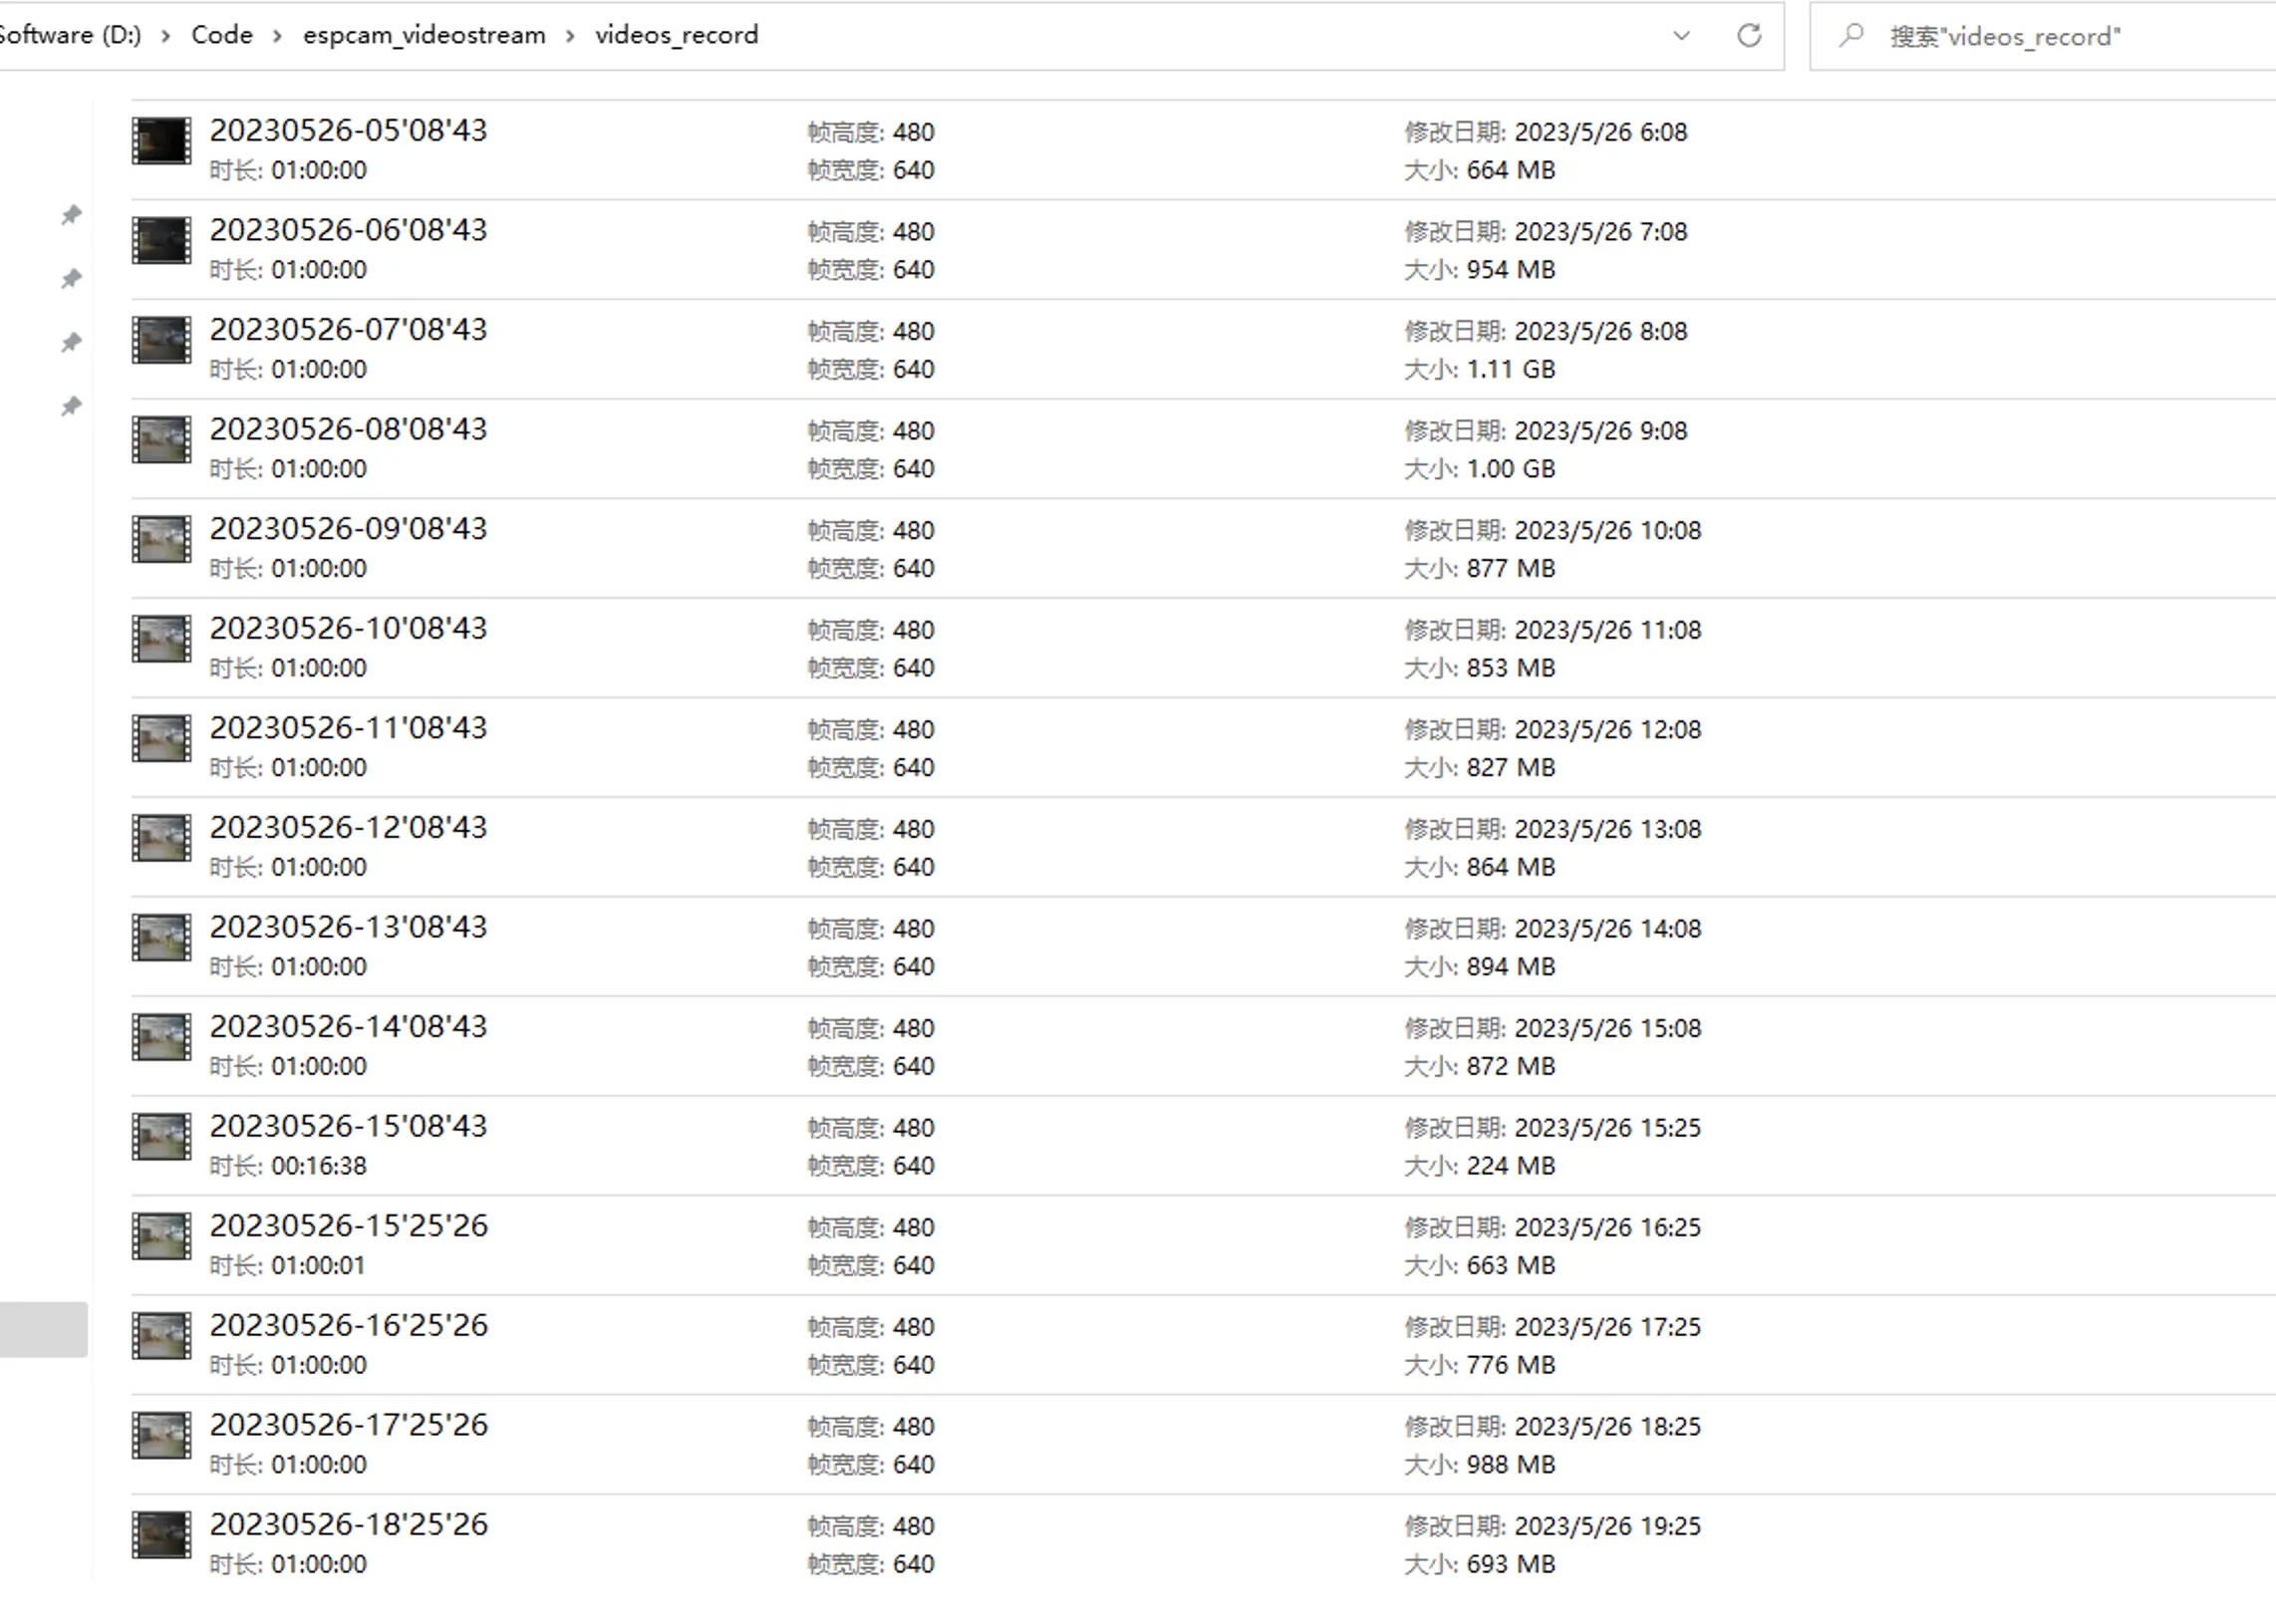 Software (D:) > Code > espcam_videostream > videos_record
搜索"videos_record"
20230526-05'08'43 帧高度: 480 修改日期: 2023/5/26 6:08
时长: 01:00:00 帧宽度: 640 大小: 664 MB
20230526-06'08'43 帧高度: 480 修改日期: 2023/5/26 7:08
时长: 01:00:00 帧宽度: 640 大小: 954 MB
20230526-07'08'43 帧高度: 480 修改日期: 2023/5/26 8:08
时长: 01:00:00 帧宽度: 640 大小: 1.11 GB
20230526-08'08'43 帧高度: 480 修改日期: 2023/5/26 9:08
时长: 01:00:00 帧宽度: 640 大小: 1.00 GB
20230526-09'08'43 帧高度: 480 修改日期: 2023/5/26 10:08
时长: 01:00:00 帧宽度: 640 大小: 877 MB
20230526-10'08'43 帧高度: 480 修改日期: 2023/5/26 11:08
时长: 01:00:00 帧宽度: 640 大小: 853 MB
20230526-11'08'43 帧高度: 480 修改日期: 2023/5/26 12:08
时长: 01:00:00 帧宽度: 640 大小: 827 MB
20230526-12'08'43 帧高度: 480 修改日期: 2023/5/26 13:08
时长: 01:00:00 帧宽度: 640 大小: 864 MB
20230526-13'08'43 帧高度: 480 修改日期: 2023/5/26 14:08
时长: 01:00:00 帧宽度: 640 大小: 894 MB
20230526-14'08'43 帧高度: 480 修改日期: 2023/5/26 15:08
时长: 01:00:00 帧宽度: 640 大小: 872 MB
20230526-15'08'43 帧高度: 480 修改日期: 2023/5/26 15:25
时长: 00:16:38 帧宽度: 640 大小: 224 MB
20230526-15'25'26 帧高度: 480 修改日期: 2023/5/26 16:25
时长: 01:00:01 帧宽度: 640 大小: 663 MB
20230526-16'25'26 帧高度: 480 修改日期: 2023/5/26 17:25
时长: 01:00:00 帧宽度: 640 大小: 776 MB
20230526-17'25'26 帧高度: 480 修改日期: 2023/5/26 18:25
时长: 01:00:00 帧宽度: 640 大小: 988 MB
20230526-18'25'26 帧高度: 480 修改日期: 2023/5/26 19:25
时长: 01:00:00 帧宽度: 640 大小: 693 MB